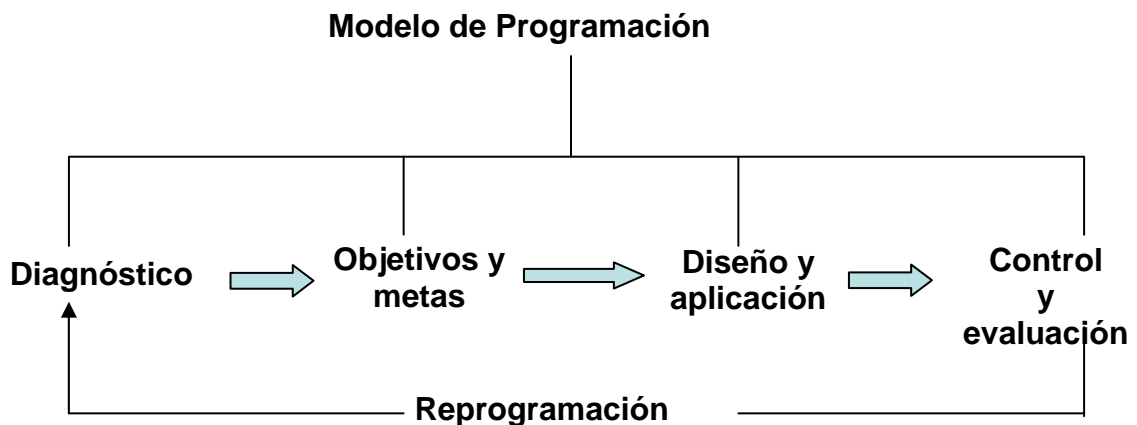 Modelo de Programación
Diagnóstico
Objetivos y
metas
Diseño y
aplicación
Control
y
evaluación
Reprogramación